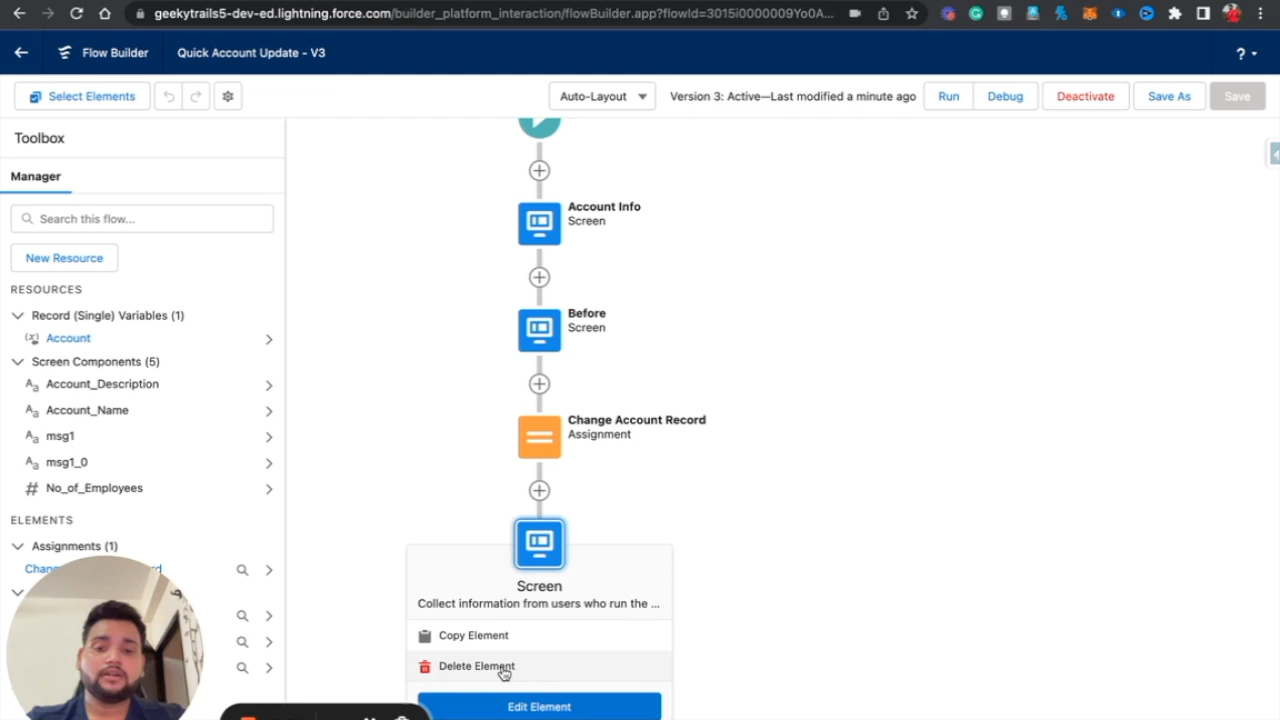 geekytrails5-dev-ed.lightning.force.com/builder_platform_interaction/flowBuilder.app?flowId=3015i0000009Yo0A...
Flow Builder
Quick Account Update - V3
?
Select Elements
Auto-Layout
Version 3: Active—Last modified a minute ago
Run
Debug
Deactivate
Save As
Save
Toolbox
Manager
Search this flow...
New Resource
RESOURCES
Record (Single) Variables (1)
Account
Screen Components (5)
Account_Description
Account_Name
msg1
msg1_0
No_of_Employees
ELEMENTS
Assignments (1)
Account Info
Screen
Before
Screen
Change Account Record
Assignment
Screen
Collect information from users who run the ...
Copy Element
Delete Element
Edit Element